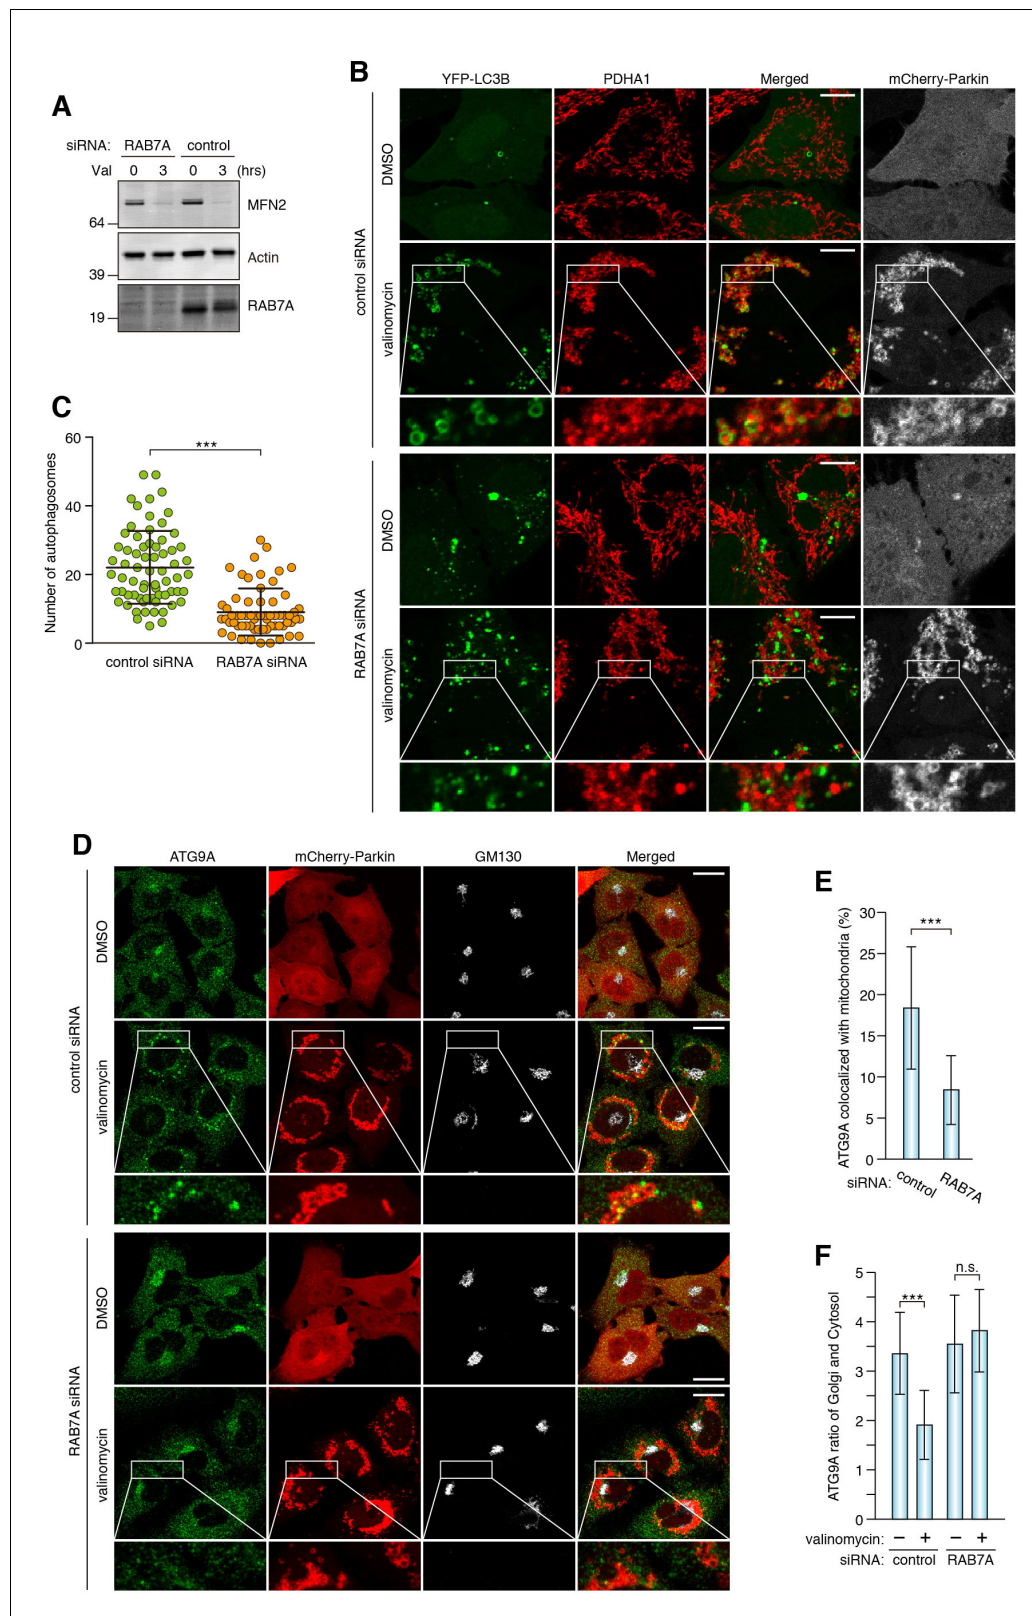 A
siRNA: RAB7A control
Val 0 3 0 3 (hrs)
MFN2
64
Actin
39
RAB7A
19
B
YFP-LC3B PDHA1 Merged mCherry-Parkin
control siRNA
DMSO
valinomycin
RAB7A siRNA
DMSO
valinomycin
C
Number of autophagosomes
60
40
20
0
***
control siRNA RAB7A siRNA
D
ATG9A mCherry-Parkin GM130 Merged
control siRNA
DMSO
valinomycin
RAB7A siRNA
DMSO
valinomycin
E
ATG9A colocalized with mitochondria (%)
30
25
20
15
10
5
0
***
siRNA: control RAB7A
F
ATG9A ratio of Golgi and Cytosol
5
4
3
2
1
0
***
n.s.
valinomycin: − + − +
siRNA: control RAB7A